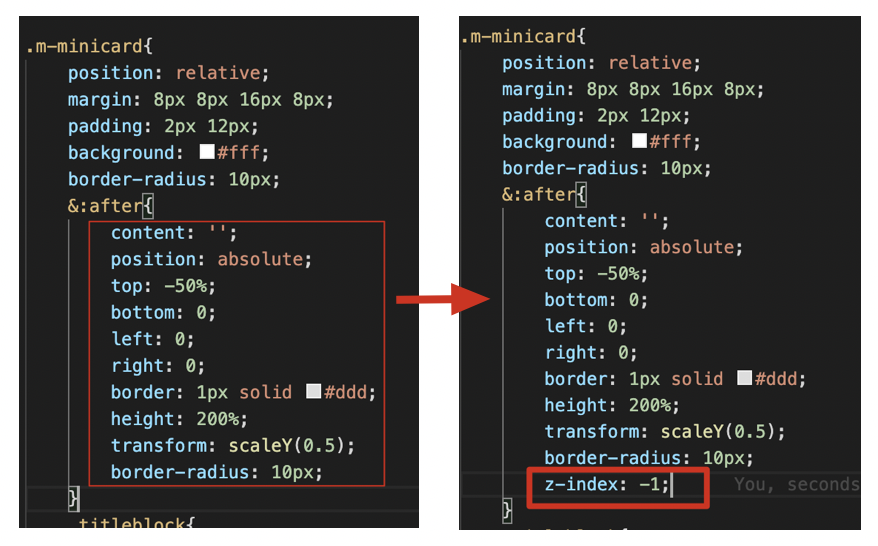 .m-minicard{
position: relative;
margin: 8px 8px 16px 8px;
padding: 2px 12px;
background: #fff;
border-radius: 10px;
&:after{
content: '';
position: absolute;
top: -50%;
bottom: 0;
left: 0;
right: 0;
border: 1px solid #ddd;
height: 200%;
transform: scaleY(0.5);
border-radius: 10px;
}
titleblock{
.m-minicard{
position: relative;
margin: 8px 8px 16px 8px;
padding: 2px 12px;
background: #fff;
border-radius: 10px;
&:after{
content: '';
position: absolute;
top: -50%;
bottom: 0;
left: 0;
right: 0;
border: 1px solid #ddd;
height: 200%;
transform: scaleY(0.5);
border-radius: 10px;
z-index: -1; You, seconds
}